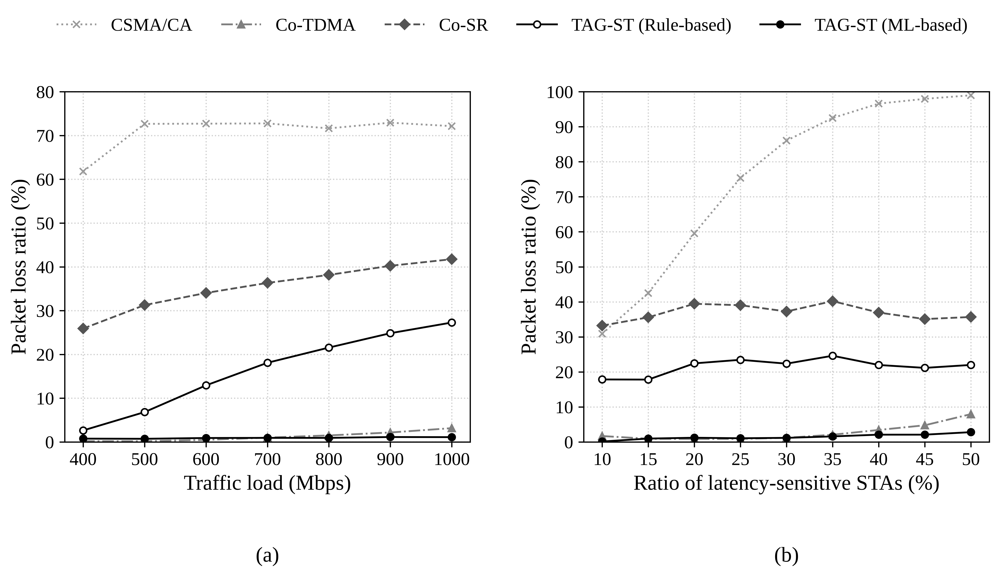 CSMA/CA Co-TDMA Co-SR TAG-ST (Rule-based) TAG-ST (ML-based)
Packet loss ratio (%)
80
70
60
50
40
30
20
10
0
400 500 600 700 800 900 1000
Traffic load (Mbps)
(a)
Packet loss ratio (%)
100
90
80
70
60
50
40
30
20
10
0
10 15 20 25 30 35 40 45 50
Ratio of latency-sensitive STAs (%)
(b)